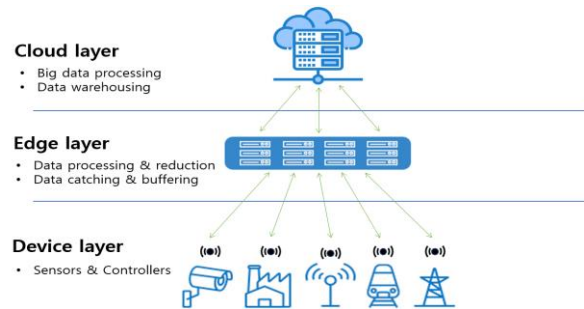 Cloud layer
• Big data processing
• Data warehousing
Edge layer
• Data processing & reduction
• Data catching & buffering
Device layer
• Sensors & Controllers